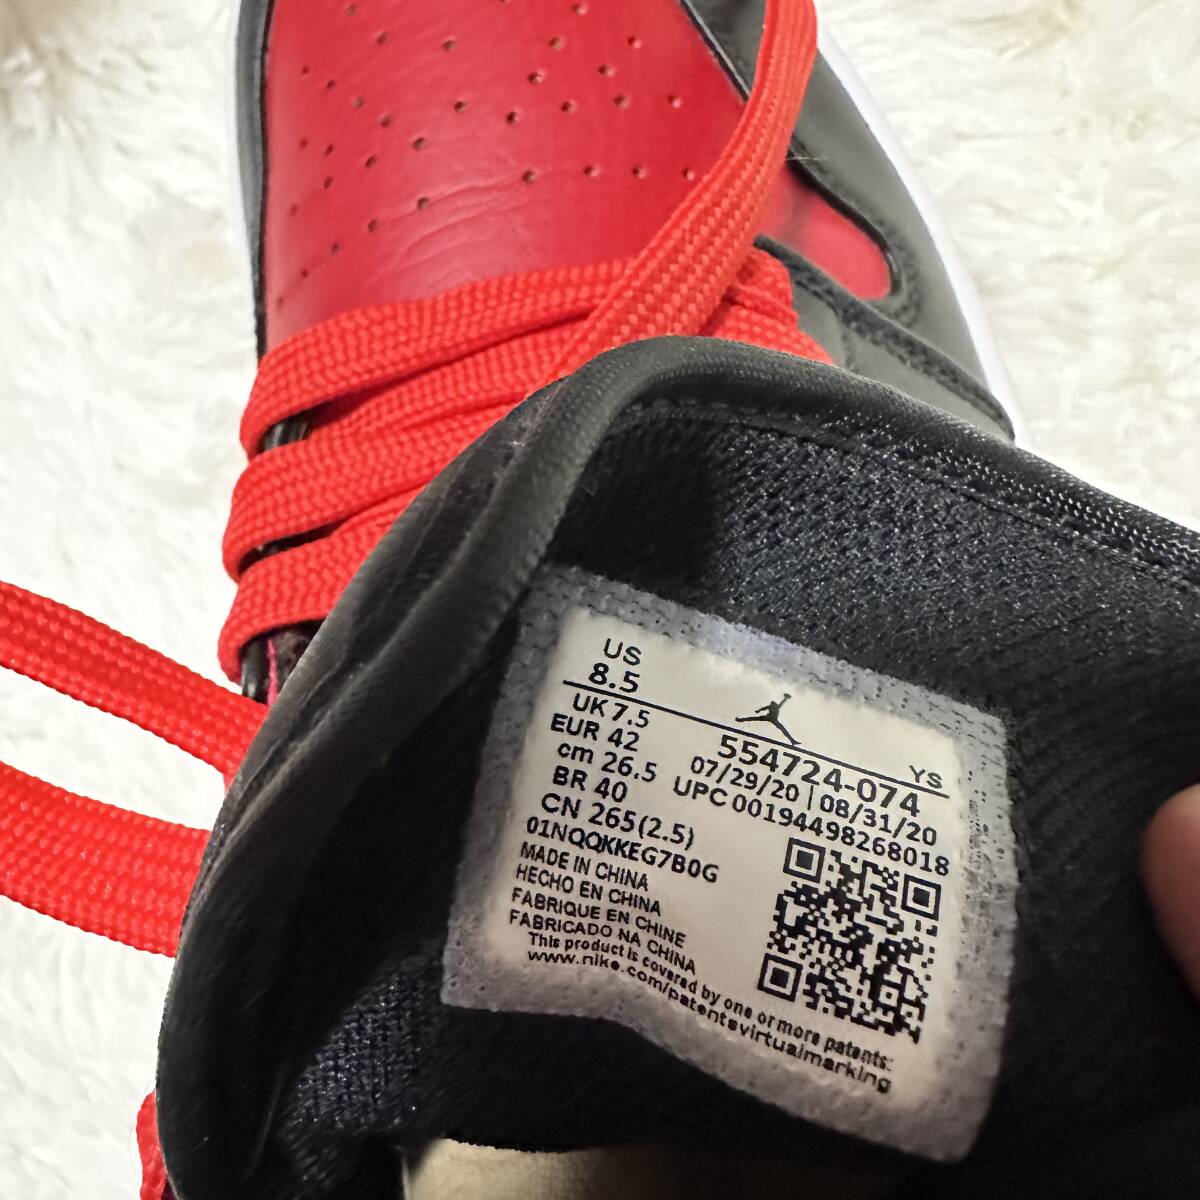 US
8.5
UK 7.5
EUR 42
cm 26.5
BR 40
CN 265(2.5)
554724-074
YS
07/29/20 | 08/31/20
UPC 00194498268018
01NQQKKEG7B0G
MADE IN CHINA
HECHO EN CHINA
FABRIQUE EN CHINE
FABRICADO NA CHINA
This product is covered by one or more patents:
www.nike.com/patentsvirtualmarking